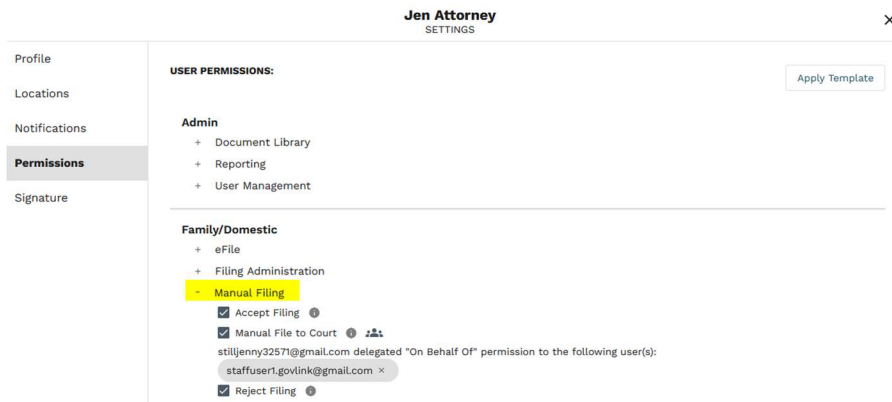 Jen Attorney
SETTINGS
×
Profile
Locations
Notifications
Permissions
Signature
USER PERMISSIONS:
Apply Template
Admin
+ Document Library
+ Reporting
+ User Management
Family/Domestic
+ eFile
+ Filing Administration
- Manual Filing
Accept Filing
Manual File to Court
stilljenny32571@gmail.com delegated "On Behalf Of" permission to the following user(s):
staffuser1.govlink@gmail.com ×
Reject Filing